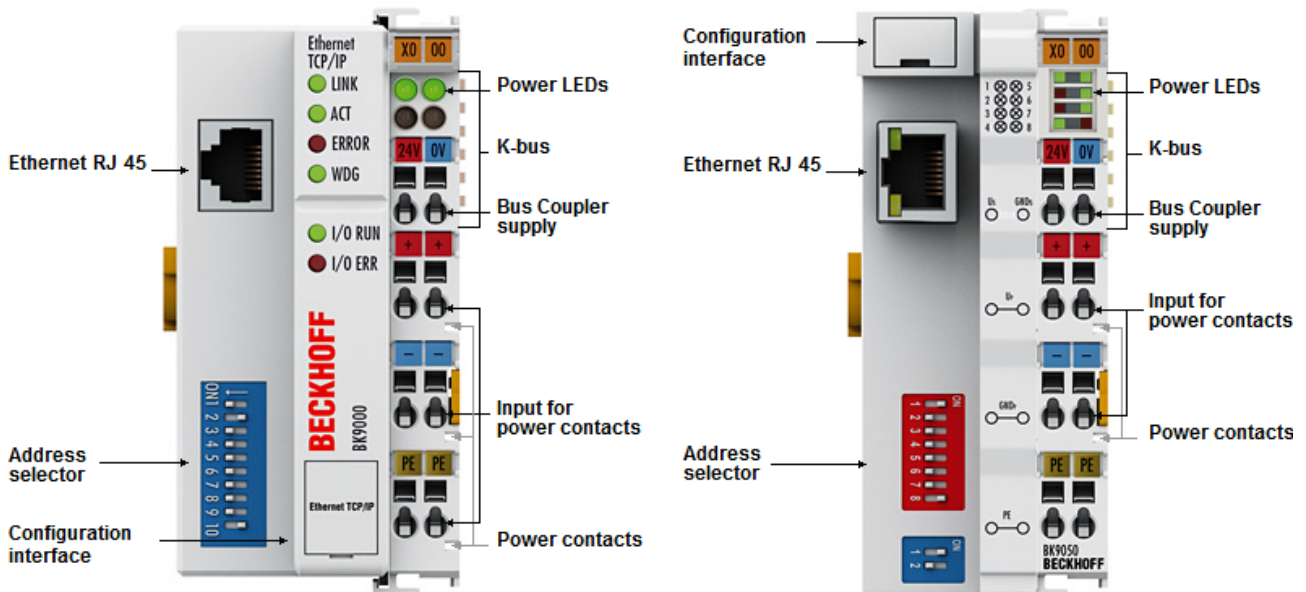 Ethernet
TCP/IP
LINK
ACT
ERROR
WDG
I/O RUN
I/O ERR
BECKHOFF
BK9000
Ethernet TCP/IP
ON
1
2
3
4
5
6
7
8
9
10
X0 00
24V 0V
+ +
− −
PE PE
Ethernet RJ 45
Address
selector
Configuration
interface
Power LEDs
K-bus
Bus Coupler
supply
Input for
power contacts
Power contacts
Configuration
interface
Ethernet RJ 45
Address
selector
X0 00
1 5
2 6
3 7
4 8
24V 0V
Us GNDs
+ +
Up
− −
GNDP
PE PE
PE
ON
1
2
3
4
5
6
7
8
ON
1
2
BK9050
BECKHOFF
Power LEDs
K-bus
Bus Coupler
supply
Input for
power contacts
Power contacts